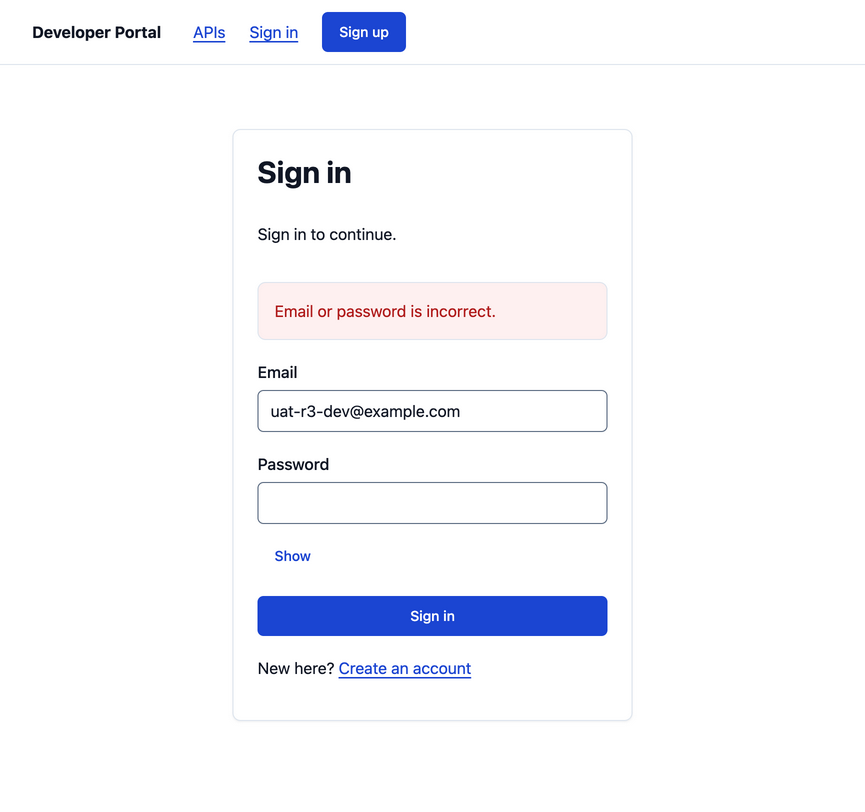 Developer Portal APIs Sign in Sign up
Sign in
Sign in to continue.
Email or password is incorrect.
Email
uat-r3-dev@example.com
Password
Show
Sign in
New here? Create an account